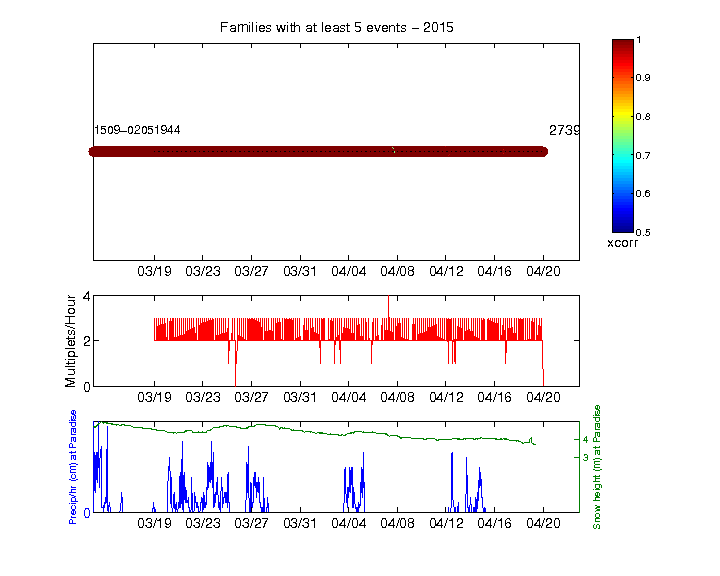 Families with at least 5 events – 2015
1509–02051944
2739
03/19 03/23 03/27 03/31 04/04 04/08 04/12 04/16 04/20
1
0.9
0.8
0.7
0.6
0.5
xcorr
Multiplets/Hour
4
2
0
03/19 03/23 03/27 03/31 04/04 04/08 04/12 04/16 04/20
Precip/hr (cm) at Paradise
0
4
3
Snow height (m) at Paradise
03/19 03/23 03/27 03/31 04/04 04/08 04/12 04/16 04/20